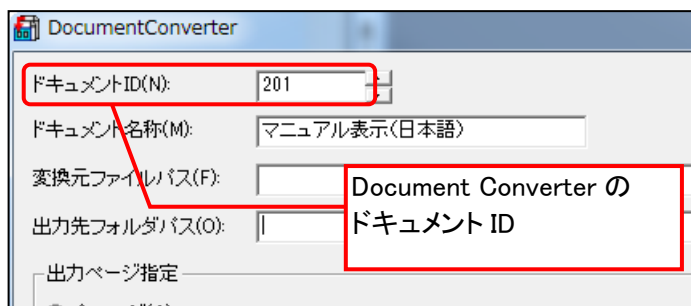 DocumentConverter
ドキュメントID(N):
201
ドキュメント名称(M):
マニュアル表示(日本語)
変換元ファイルパス(F):
Document Converter の
ドキュメント ID
出力先フォルダパス(O):
出力ページ指定